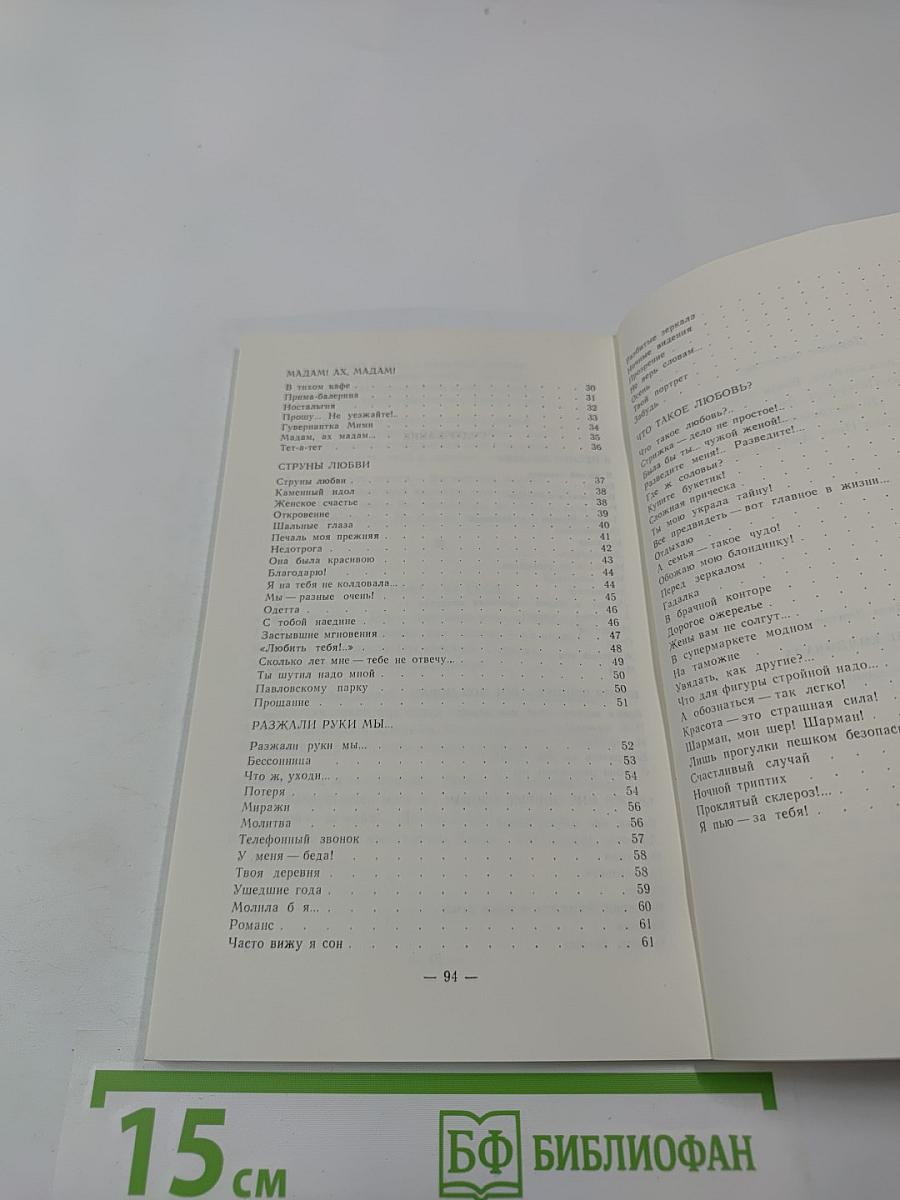 МАДАМ! АХ, МАДАМ!
В тихом кафе . . . . . . . . . . . . 30
Прима-балерина . . . . . . . . . . . . 31
Ностальгия . . . . . . . . . . . . 32
Прошу... Не уезжайте!.. . . . . . . . . . . 33
Гувернантка Мими . . . . . . . . . . . 34
Мадам, ах мадам... . . . . . . . . . . . 35
Тет-а-тет . . . . . . . . . . . . 36
СТРУНЫ ЛЮБВИ
Струны любви . . . . . . . . . . . . 37
Каменный идол . . . . . . . . . . . . 38
Женское счастье . . . . . . . . . . . . 38
Откровение . . . . . . . . . . . . 39
Шальные глаза . . . . . . . . . . . . 40
Печаль моя прежняя . . . . . . . . . . . 41
Недотрога . . . . . . . . . . . . 42
Она была красивою . . . . . . . . . . . 43
Благодарю! . . . . . . . . . . . . 44
Я на тебя не колдовала... . . . . . . . . . . 44
Мы — разные очень! . . . . . . . . . . . 45
Одетта . . . . . . . . . . . . 46
С тобой наедине . . . . . . . . . . . . 46
Застывшие мгновения . . . . . . . . . . . 47
«Любить тебя!..» . . . . . . . . . . . 48
Сколько лет мне — тебе не отвечу... . . . . . . . 49
Ты шутил надо мной . . . . . . . . . . . 50
Павловскому парку . . . . . . . . . . . 50
Прощание . . . . . . . . . . . . 51
РАЗЖАЛИ РУКИ МЫ...
Разжали руки мы... . . . . . . . . . . . 52
Бессонница . . . . . . . . . . . . 53
Что ж, уходи... . . . . . . . . . . . . 54
Потеря . . . . . . . . . . . . 54
Миражи . . . . . . . . . . . . 56
Молитва . . . . . . . . . . . . 56
Телефонный звонок . . . . . . . . . . . 57
У меня — беда! . . . . . . . . . . . 58
Твоя деревня . . . . . . . . . . . . 58
Ушедшие года . . . . . . . . . . . . 59
Молила б я... . . . . . . . . . . . . 60
Романс . . . . . . . . . . . . 61
Часто вижу я сон . . . . . . . . . . . 61
— 94 —
Разбитые зеркала
Ночные видения
Прозрение
Не верь словам...
Осень
Твой портрет
Забудь
ЧТО ТАКОЕ ЛЮБОВЬ?
Что такое любовь?..
Стрижка — дело не простое!..
Была бы ты... чужой женой!..
Разведите меня!.. Разведите!...
Где ж соловьи?
Купите букетик!
Сложная прическа
Ты мою украла тайну!
Все предвидеть — вот главное в жизни...
Отдыхаю
А семья — такое чудо!
Обожаю мою блондинку!
Перед зеркалом
Гадалка
В брачной конторе
Дорогое ожерелье
Жены вам не солгут...
В супермаркете модном
На таможне
Увядать, как другие?...
Что для фигуры стройной надо...
А обознаться — так легко!
Красота — это страшная сила!
Шарман, мон шер! Шарман!
Лишь прогулки пешком
Счастливый случай
Ночной триптих
Проклятый склероз!...
Я пью — за тебя!
15 см
БФ БИБЛИОФАН